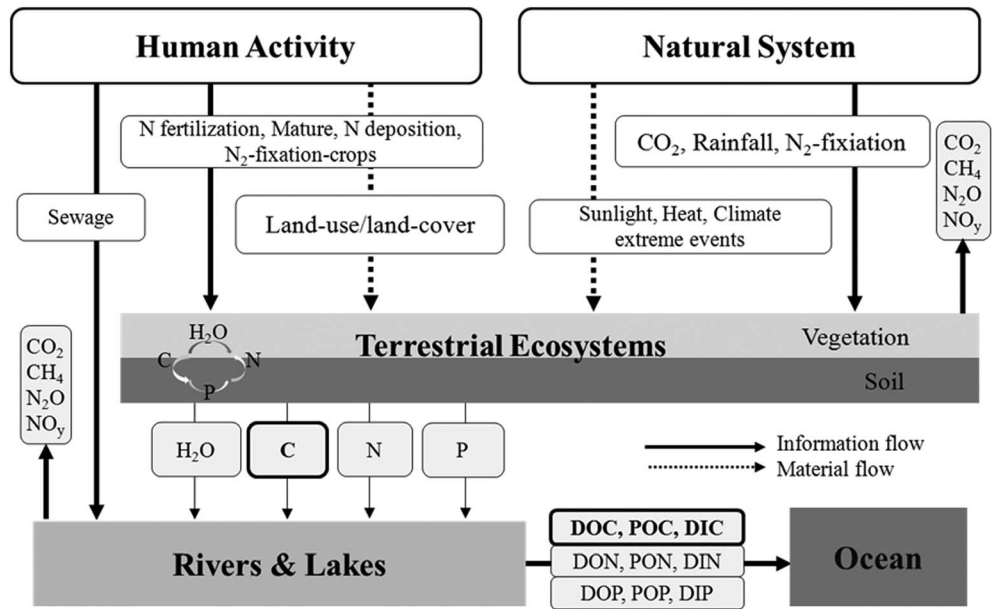 Human Activity
Natural System
N fertilization, Mature, N deposition,
N₂-fixation-crops
CO₂, Rainfall, N₂-fixiation
CO₂
CH₄
N₂O
NOy
Sewage
Land-use/land-cover
Sunlight, Heat, Climate
extreme events
H₂O
C
N
P
Terrestrial Ecosystems
Vegetation
Soil
CO₂
CH₄
N₂O
NOy
H₂O
C
N
P
Information flow
Material flow
Rivers & Lakes
DOC, POC, DIC
DON, PON, DIN
DOP, POP, DIP
Ocean